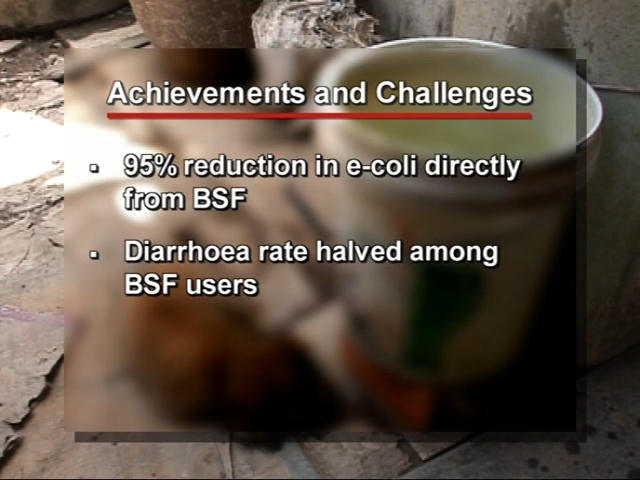 Achievements and Challenges
▪ 95% reduction in e-coli directly
from BSF
▪ Diarrhoea rate halved among
BSF users